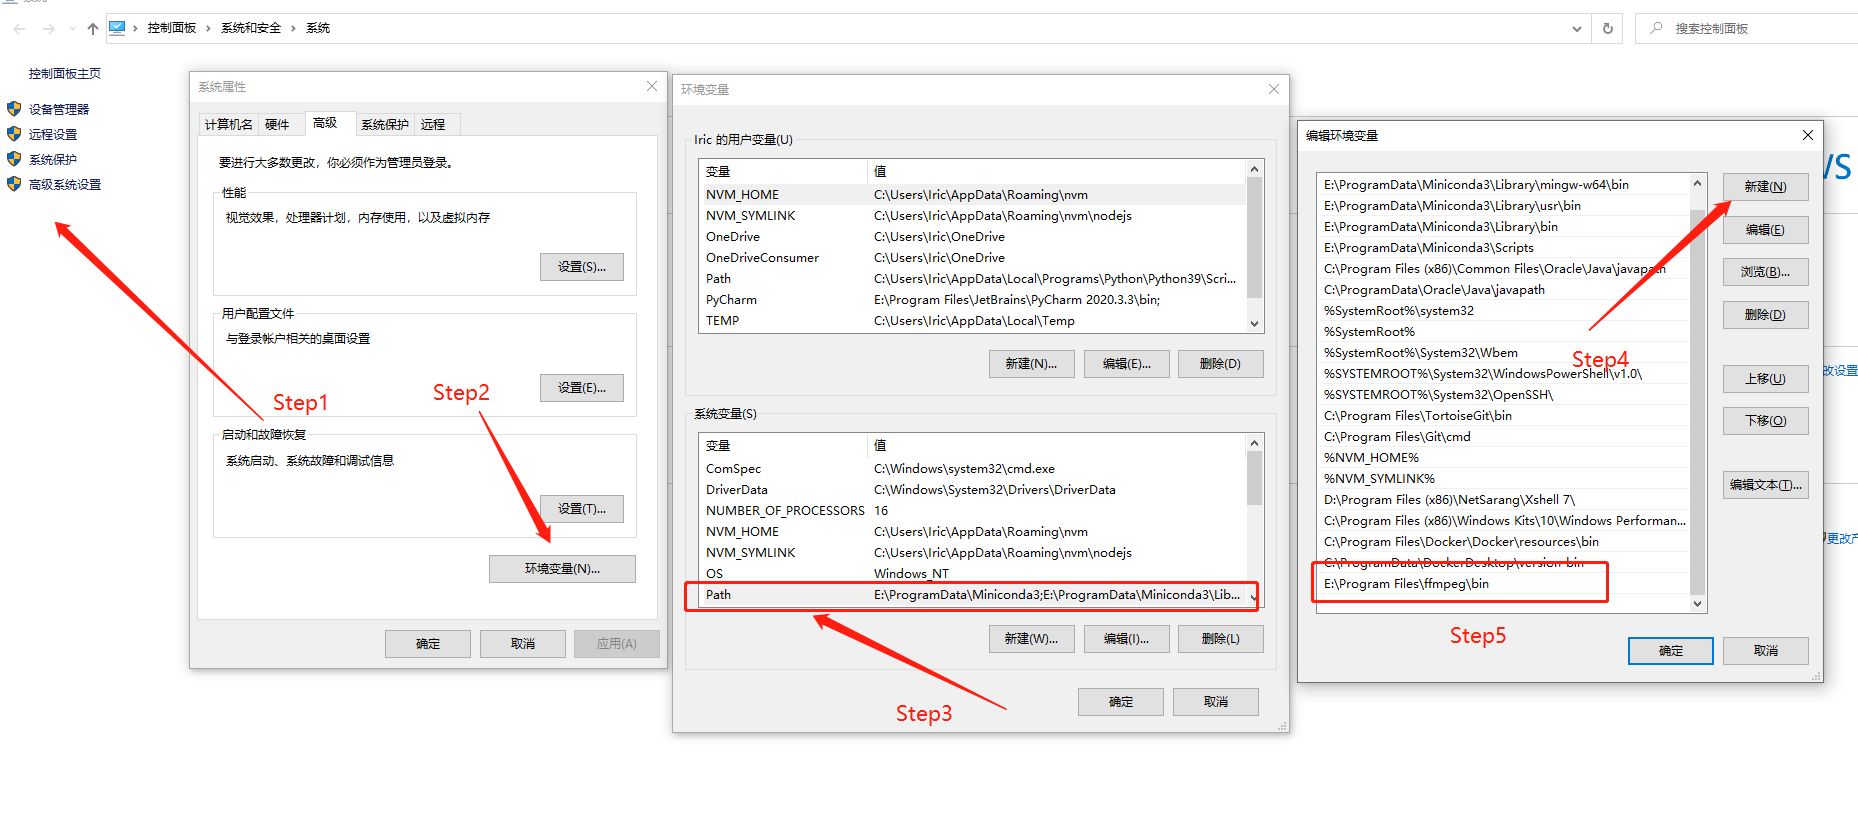 控制面板 › 系统和安全 › 系统
搜索控制面板
控制面板主页
设备管理器
远程设置
系统保护
高级系统设置
Step1
系统属性
计算机名 硬件 高级 系统保护 远程
要进行大多数更改，你必须作为管理员登录。
性能
视觉效果，处理器计划，内存使用，以及虚拟内存
设置(S)...
用户配置文件
与登录帐户相关的桌面设置
设置(E)...
Step2
启动和故障恢复
系统启动、系统故障和调试信息
设置(T)...
环境变量(N)...
确定 取消 应用(A)
环境变量
Iric 的用户变量(U)
变量 值
NVM_HOME C:\Users\Iric\AppData\Roaming\nvm
NVM_SYMLINK C:\Users\Iric\AppData\Roaming\nvm\nodejs
OneDrive C:\Users\Iric\OneDrive
OneDriveConsumer C:\Users\Iric\OneDrive
Path C:\Users\Iric\AppData\Local\Programs\Python\Python39\Scri...
PyCharm E:\Program Files\JetBrains\PyCharm 2020.3.3\bin;
TEMP C:\Users\Iric\AppData\Local\Temp
新建(N)... 编辑(E)... 删除(D)
系统变量(S)
变量 值
ComSpec C:\Windows\system32\cmd.exe
DriverData C:\Windows\System32\Drivers\DriverData
NUMBER_OF_PROCESSORS 16
NVM_HOME C:\Users\Iric\AppData\Roaming\nvm
NVM_SYMLINK C:\Users\Iric\AppData\Roaming\nvm\nodejs
OS Windows_NT
Path E:\ProgramData\Miniconda3;E:\ProgramData\Miniconda3\Lib...
新建(W)... 编辑(I)... 删除(L)
Step3
确定 取消
编辑环境变量
E:\ProgramData\Miniconda3\Library\mingw-w64\bin
E:\ProgramData\Miniconda3\Library\usr\bin
E:\ProgramData\Miniconda3\Library\bin
E:\ProgramData\Miniconda3\Scripts
C:\Program Files (x86)\Common Files\Oracle\Java\javapath
C:\ProgramData\Oracle\Java\javapath
%SystemRoot%\system32
%SystemRoot%
%SystemRoot%\System32\Wbem
%SYSTEMROOT%\System32\WindowsPowerShell\v1.0\
%SYSTEMROOT%\System32\OpenSSH\
C:\Program Files\TortoiseGit\bin
C:\Program Files\Git\cmd
%NVM_HOME%
%NVM_SYMLINK%
D:\Program Files (x86)\NetSarang\Xshell 7\
C:\Program Files (x86)\Windows Kits\10\Windows Performan...
C:\Program Files\Docker\Docker\resources\bin
C:\ProgramData\DockerDesktop\version-bin
E:\Program Files\ffmpeg\bin
新建(N)
编辑(E)
浏览(B)...
删除(D)
Step4
上移(U)
下移(O)
编辑文本(T)...
Step5
确定 取消
WS
改设置
更改产